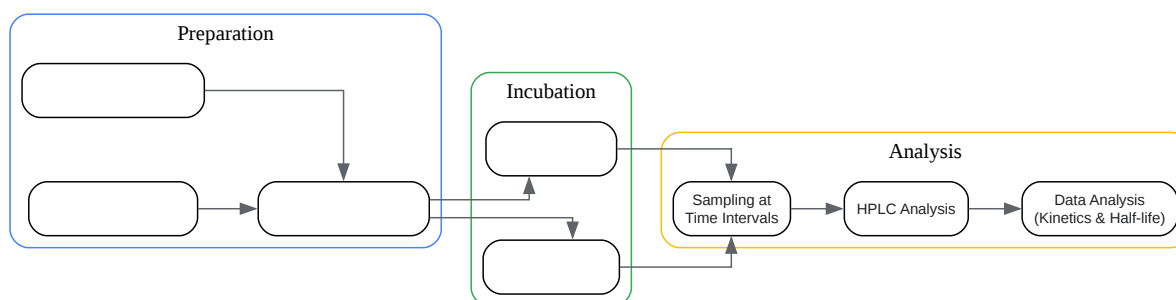 Preparation
Incubation
Analysis
Sampling at
Time Intervals
HPLC Analysis
Data Analysis
(Kinetics & Half-life)